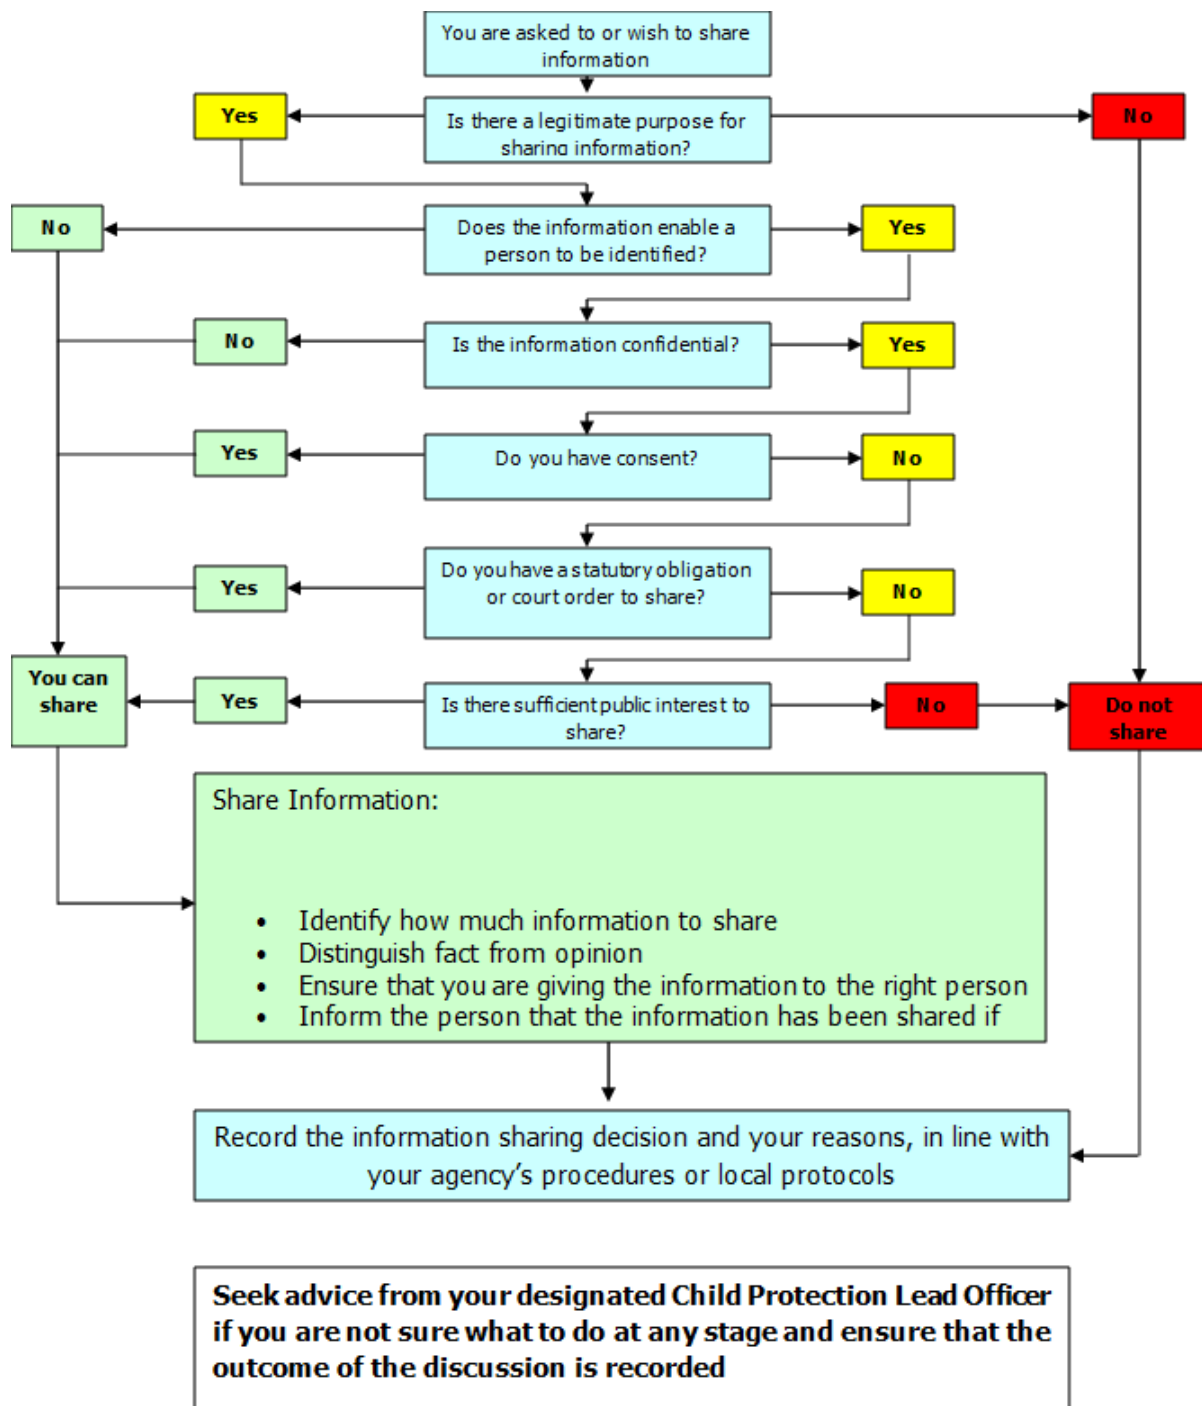 You are asked to or wish to share
information
Yes
Is there a legitimate purpose for
sharing information?
No
No
Does the information enable a
person to be identified?
Yes
No
Is the information confidential?
Yes
Yes
Do you have consent?
No
Yes
Do you have a statutory obligation
or court order to share?
No
You can
share
Yes
Is there sufficient public interest to
share?
No
Do not
share
Share Information:
• Identify how much information to share
• Distinguish fact from opinion
• Ensure that you are giving the information to the right person
• Inform the person that the information has been shared if
Record the information sharing decision and your reasons, in line with
your agency’s procedures or local protocols
Seek advice from your designated Child Protection Lead Officer
if you are not sure what to do at any stage and ensure that the
outcome of the discussion is recorded